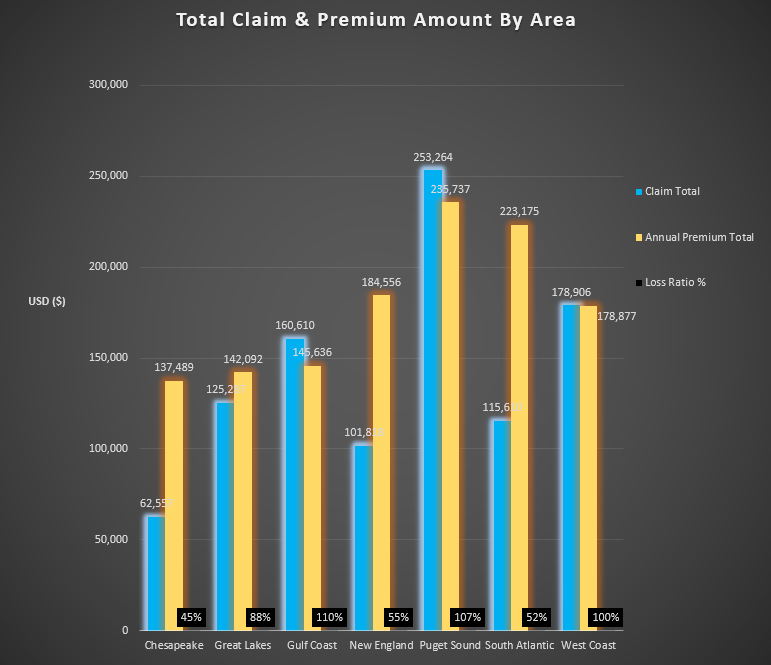 Total Claim & Premium Amount By Area
300,000
250,000
200,000
150,000
100,000
50,000
0
USD ($)
137,489
142,092
160,610
145,636
184,556
253,264
235,737
223,175
178,906
178,877
45%
88%
110%
55%
107%
52%
100%
Chesapeake
Great Lakes
Gulf Coast
New England
Puget Sound
South Atlantic
West Coast
Claim Total
Annual Premium Total
Loss Ratio %